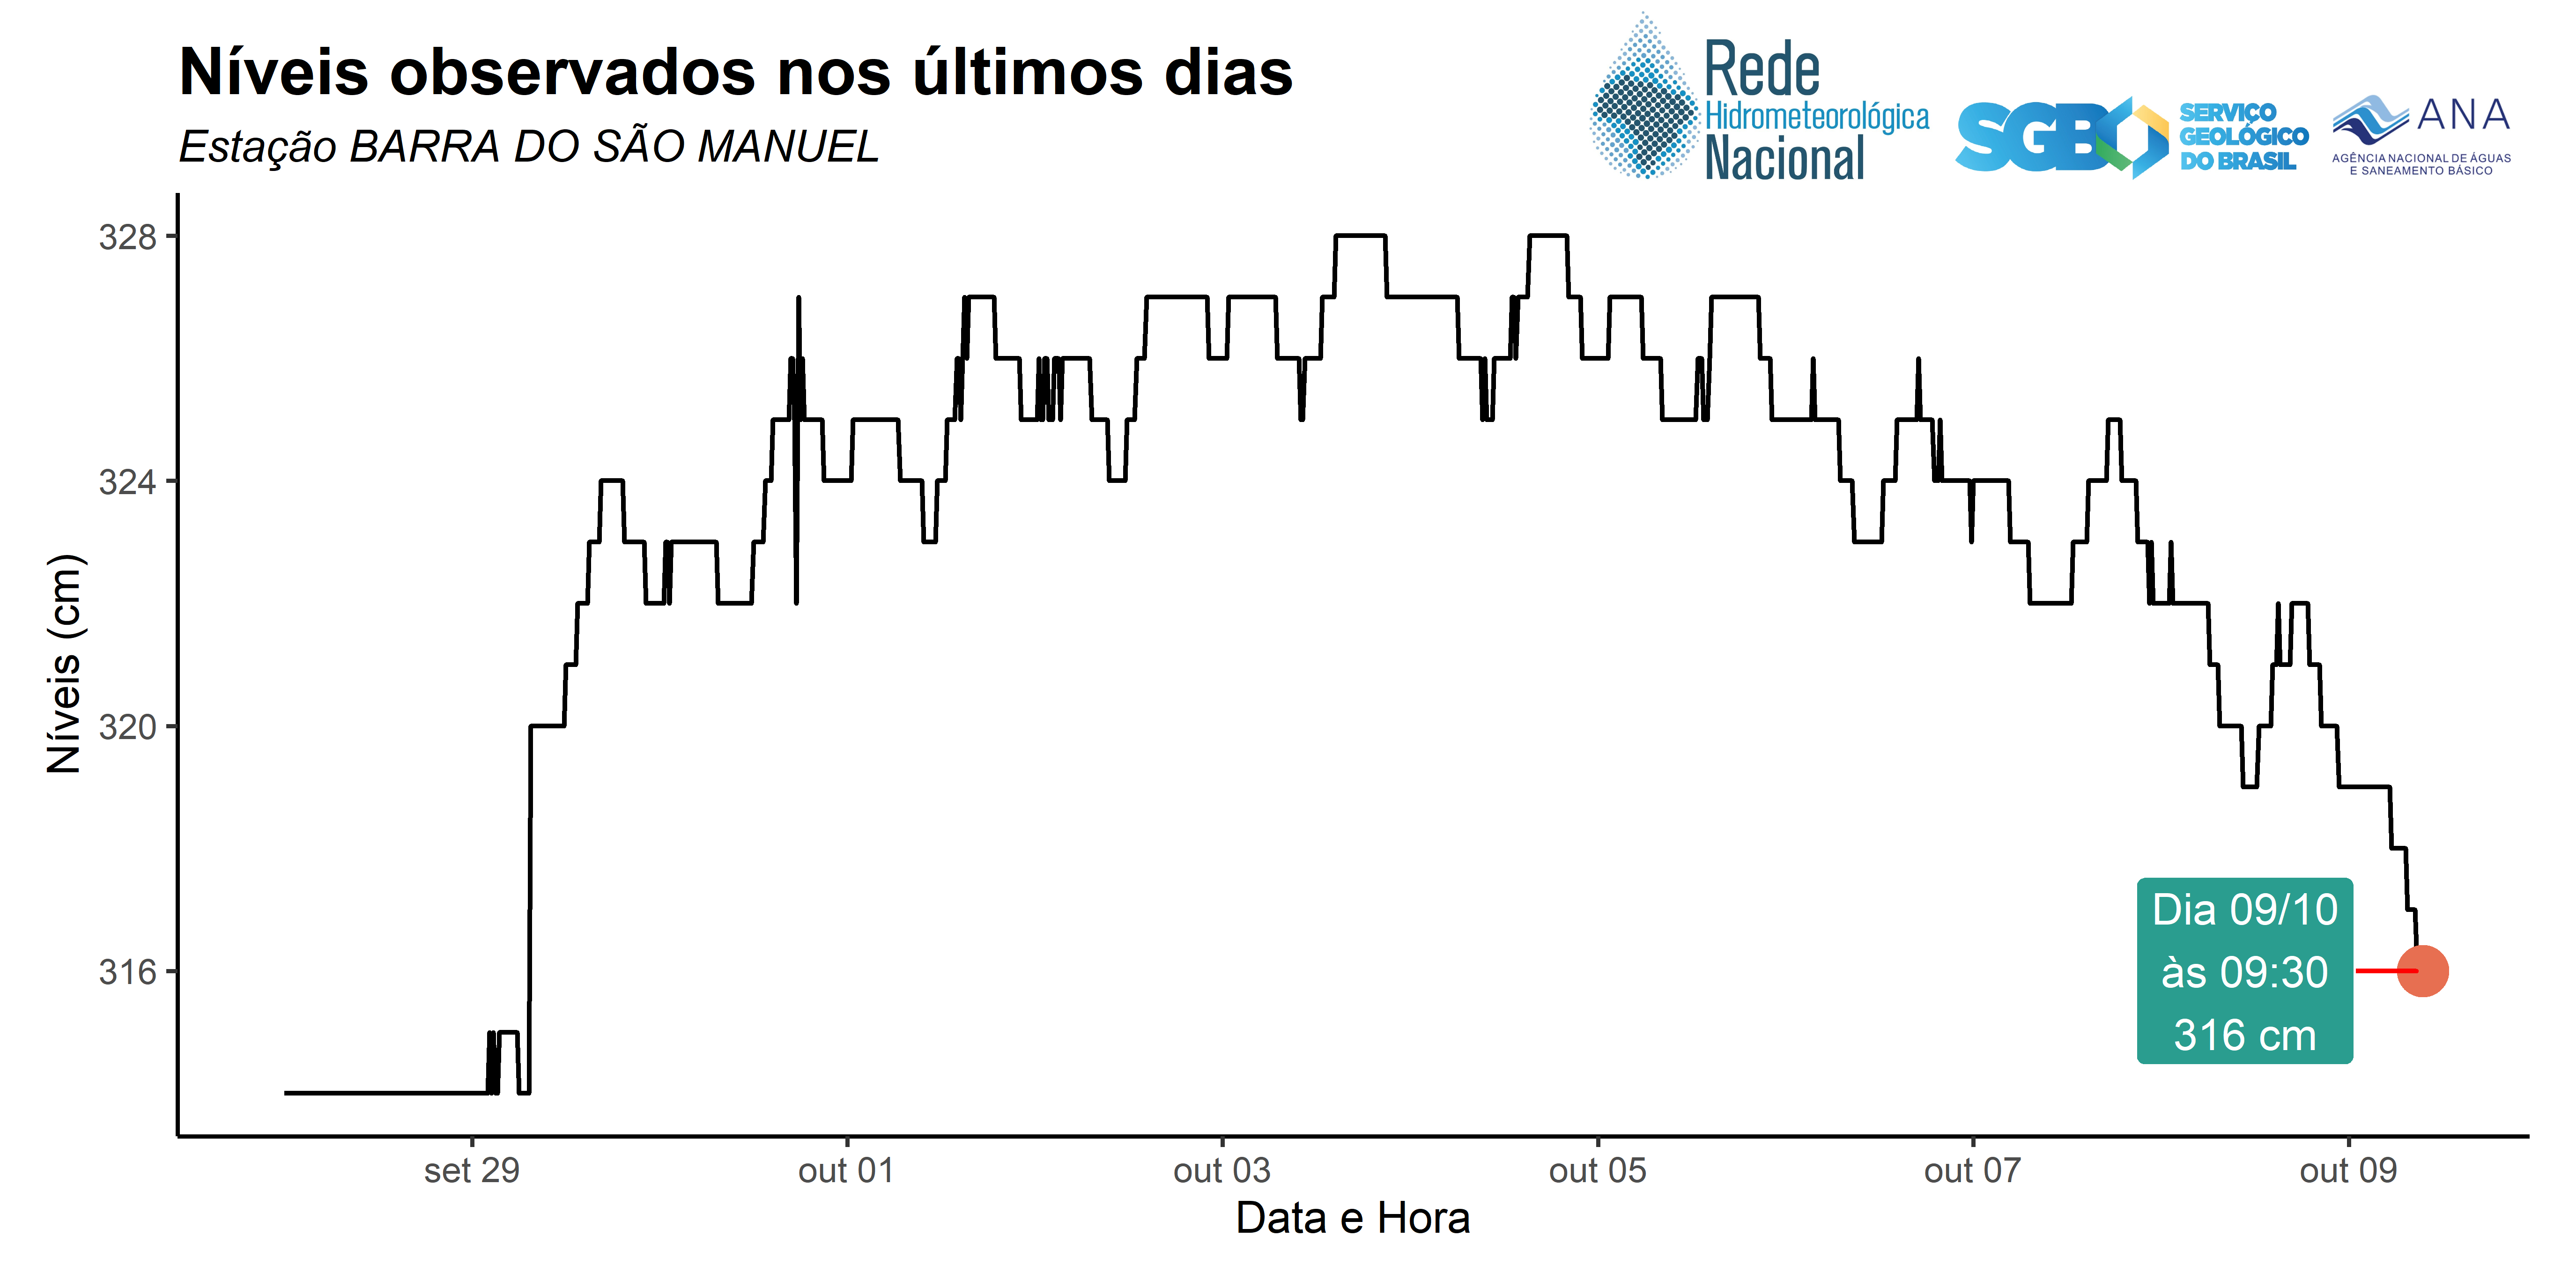 Níveis observados nos últimos dias
Estação BARRA DO SÃO MANUEL
Rede
Hidrometeorológica
Nacional
SGB
SERVIÇO
GEOLÓGICO
DO BRASIL
ANA
AGÊNCIA NACIONAL DE ÁGUAS
E SANEAMENTO BÁSICO
Níveis (cm)
328
324
320
316
Dia 09/10
às 09:30
316 cm
set 29
out 01
out 03
out 05
out 07
out 09
Data e Hora